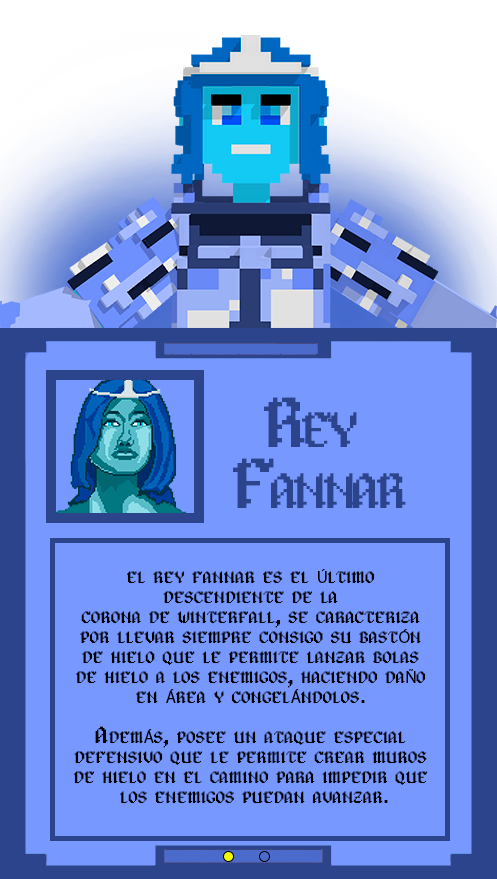 Rey
Fannar
el rey fannar es el último
descendiente de la
corona de winterfall, se caracteriza
por llevar siempre consigo su bastón
de hielo que le permite lanzar bolas
de hielo a los enemigos, haciendo daño
en área y congelándolos.
Además, posee un ataque especial
defensivo que le permite crear muros
de hielo en el camino para impedir que
los enemigos puedan avanzar.